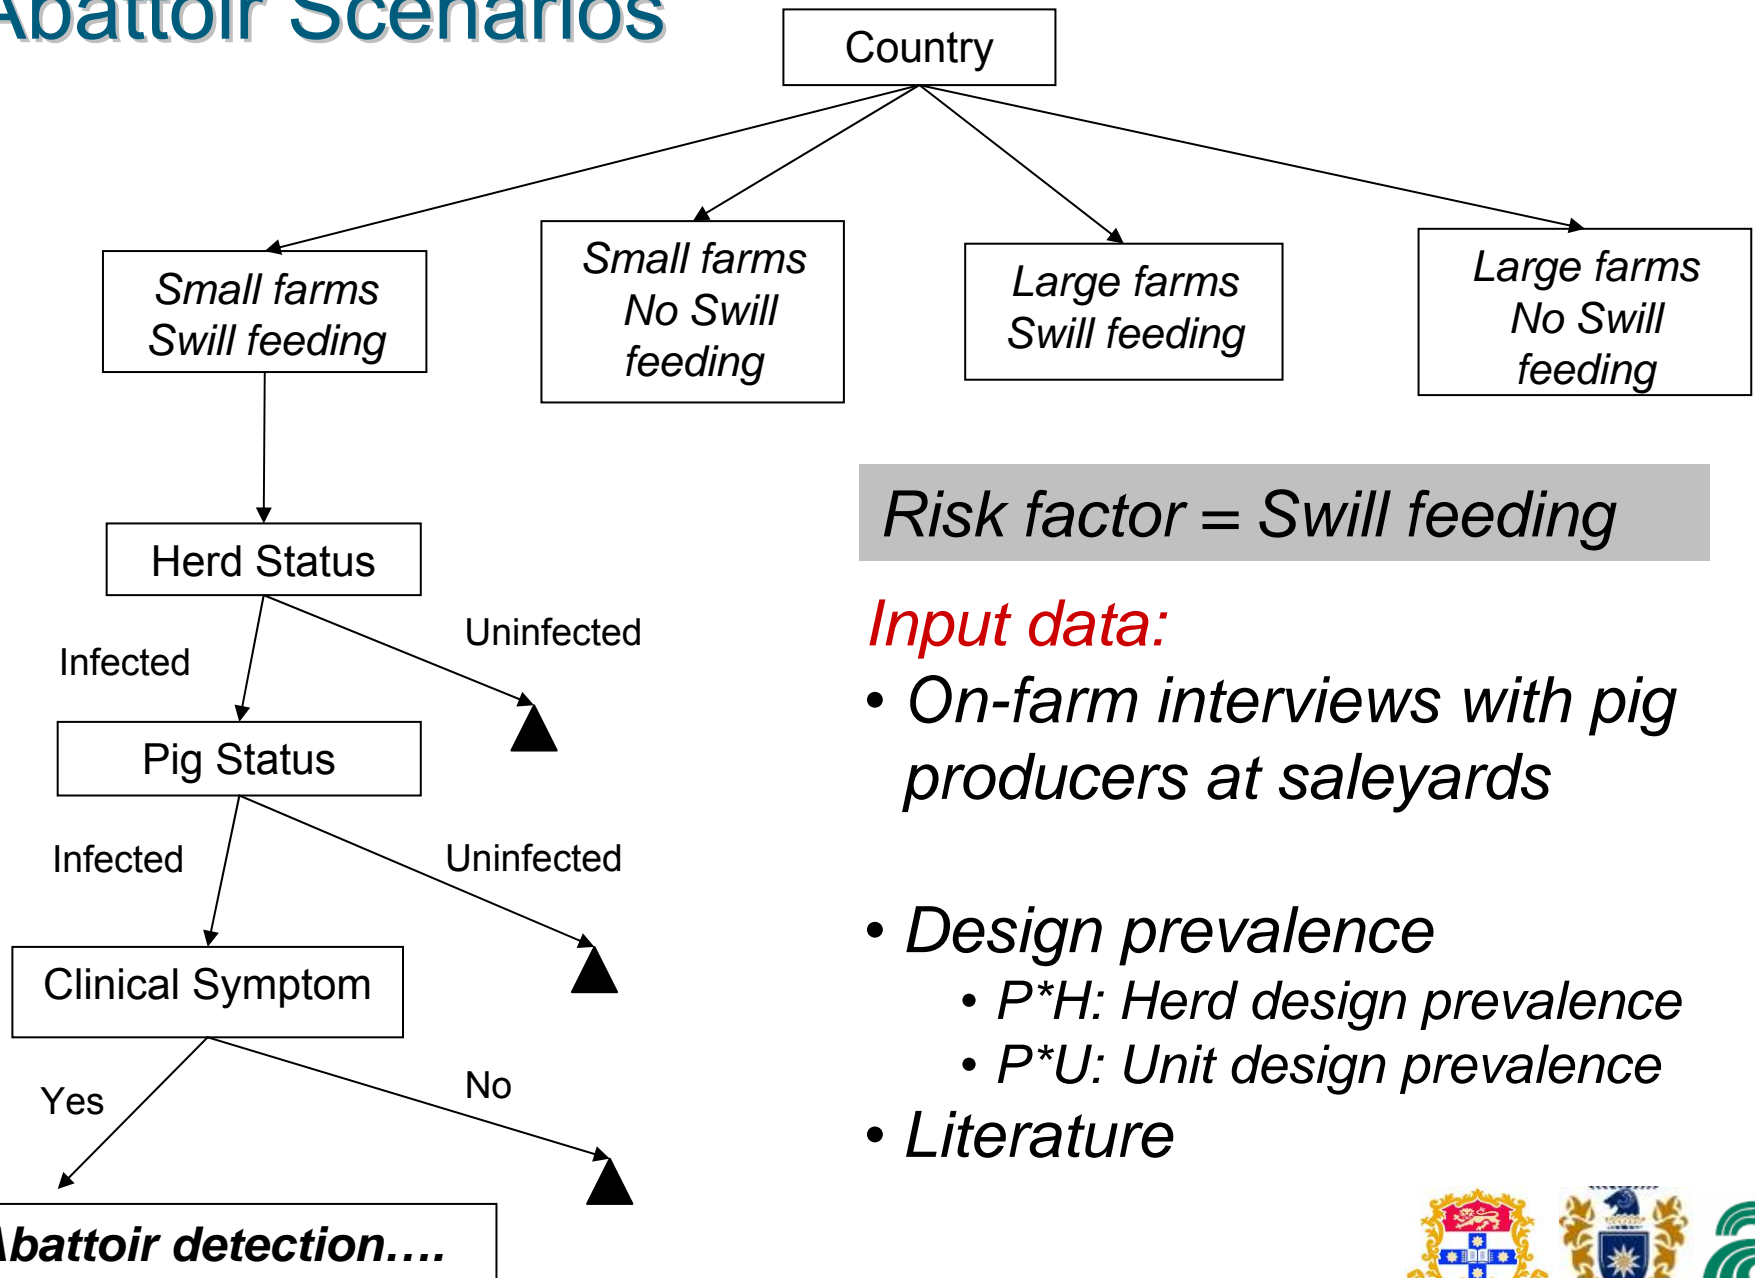 Abattoir Scenarios
Country
Small farms
Swill feeding
Small farms
No Swill
feeding
Large farms
Swill feeding
Large farms
No Swill
feeding
Herd Status
Infected
Uninfected
Pig Status
Infected
Uninfected
Clinical Symptom
Yes
No
Abattoir detection….
Risk factor = Swill feeding
Input data:
• On-farm interviews with pig
producers at saleyards
• Design prevalence
• P*H: Herd design prevalence
• P*U: Unit design prevalence
• Literature